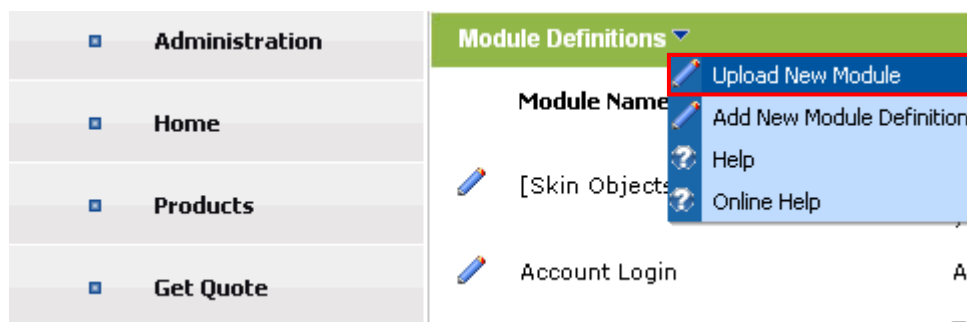 Administration
Home
Products
Get Quote
Module Definitions
Upload New Module
Add New Module Definition
Help
Online Help
Module Name
[Skin Objects
Account Login
A